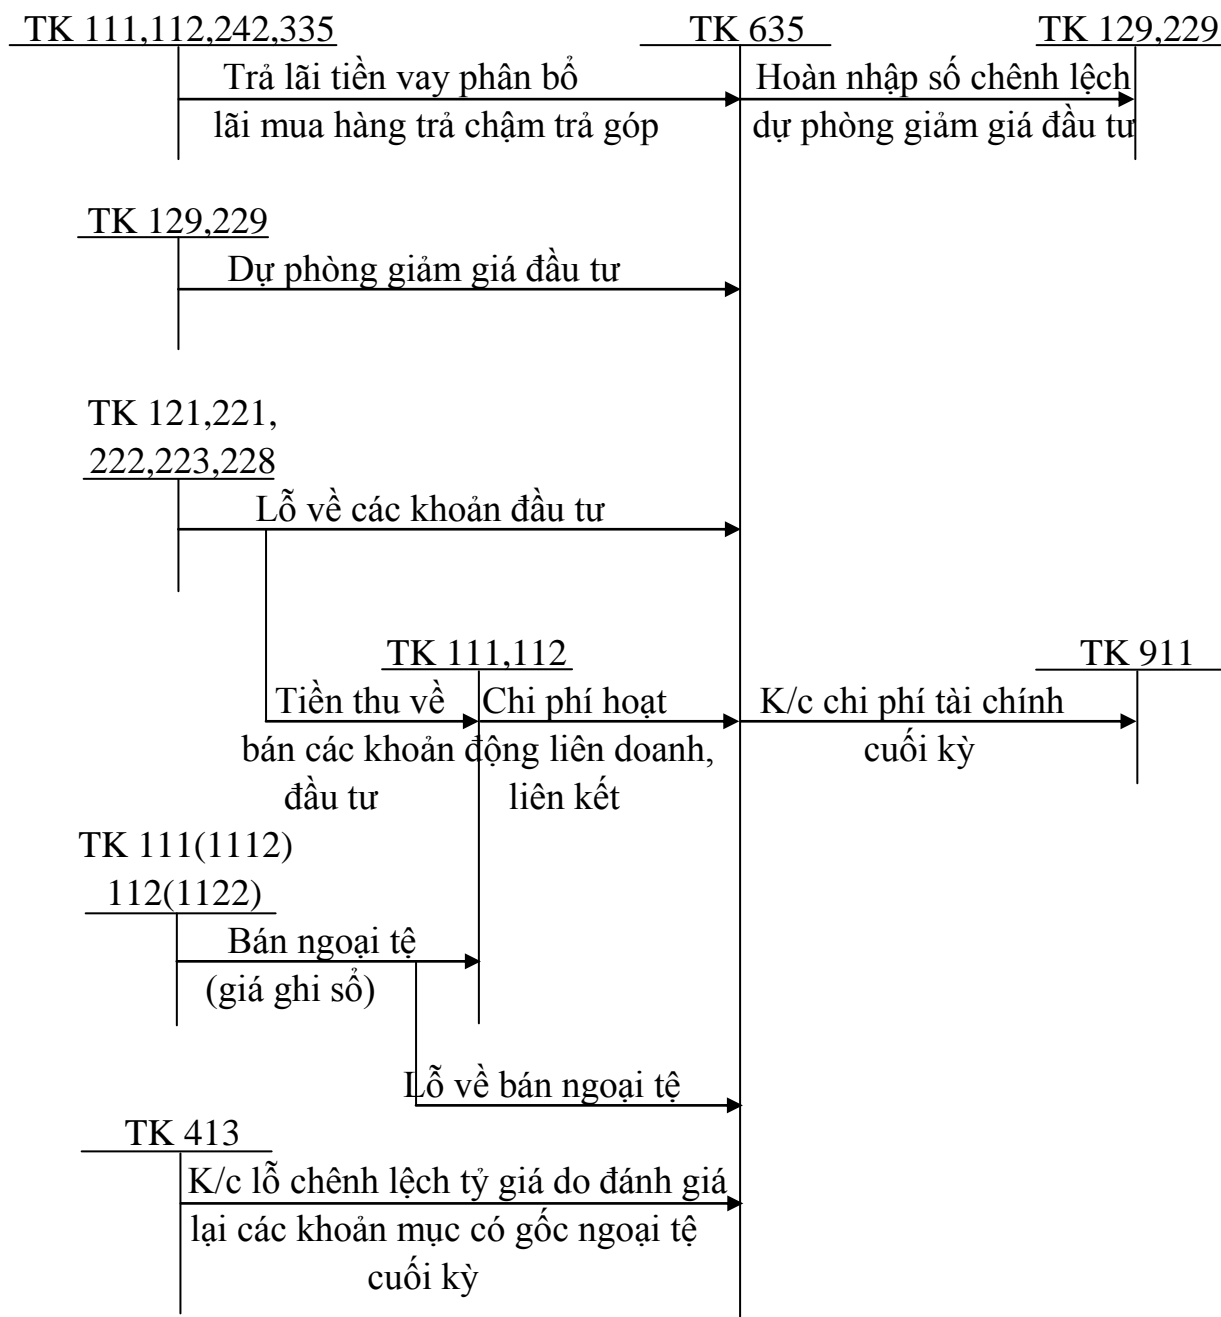 TK 111,112,242,335
TK 635
TK 129,229
Trả lãi tiền vay phân bổ
lãi mua hàng trả chậm trả góp
Hoàn nhập số chênh lệch
dự phòng giảm giá đầu tư
TK 129,229
Dự phòng giảm giá đầu tư
TK 121,221,
222,223,228
Lỗ về các khoản đầu tư
TK 111,112
TK 911
Tiền thu về
bán các khoản
đầu tư
Chi phí hoạt
động liên doanh,
liên kết
K/c chi phí tài chính
cuối kỳ
TK 111(1112)
112(1122)
Bán ngoại tệ
(giá ghi sổ)
Lỗ về bán ngoại tệ
TK 413
K/c lỗ chênh lệch tỷ giá do đánh giá
lại các khoản mục có gốc ngoại tệ
cuối kỳ